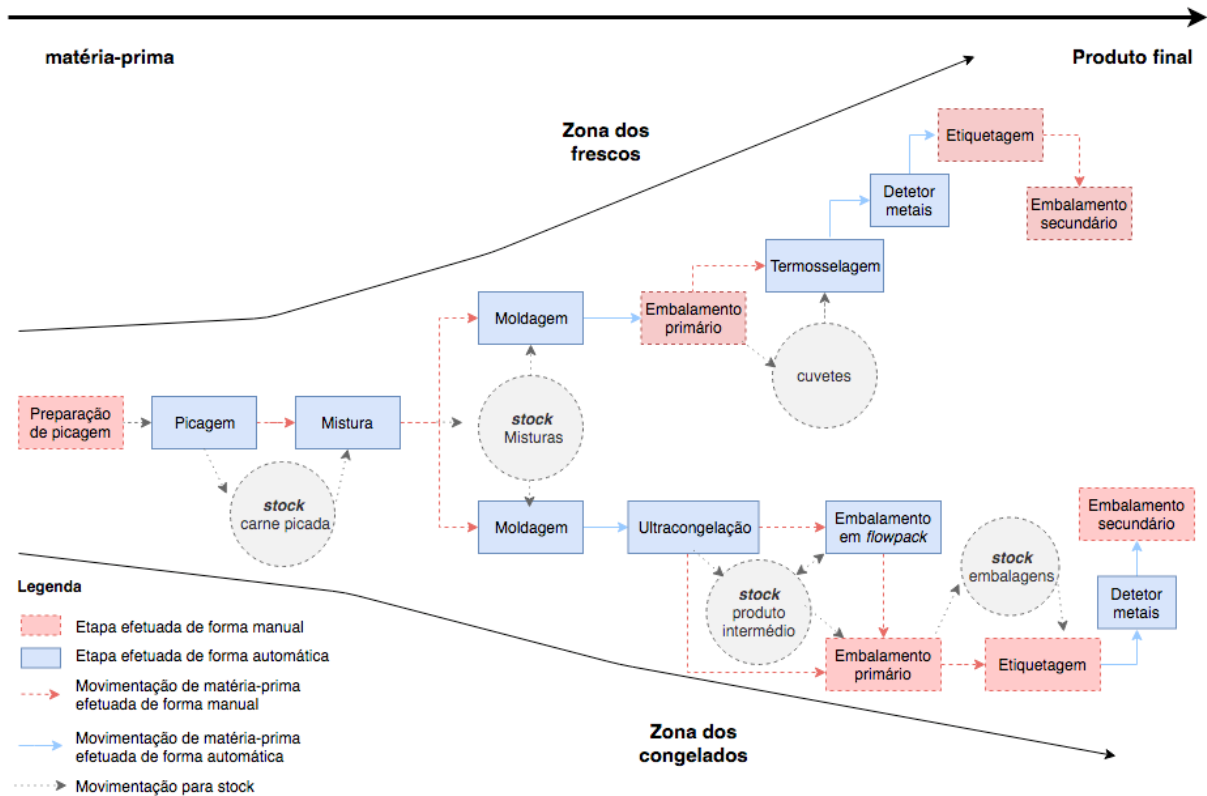 matéria-prima
Produto final
Zona dos
frescos
Etiquetagem
Detetor
metais
Embalamento
secundário
Termosselagem
Moldagem
Embalamento
primário
cuvetes
Preparação
de picagem
Picagem
Mistura
stock
Misturas
stock
carne picada
Moldagem
Ultracongelação
Embalamento
em flowpack
Embalamento
secundário
stock
embalagens
stock
produto
intermédio
Detetor
metais
Embalamento
primário
Etiquetagem
Zona dos
congelados
Legenda
Etapa efetuada de forma manual
Etapa efetuada de forma automática
Movimentação de matéria-prima
efetuada de forma manual
Movimentação de matéria-prima
efetuada de forma automática
Movimentação para stock